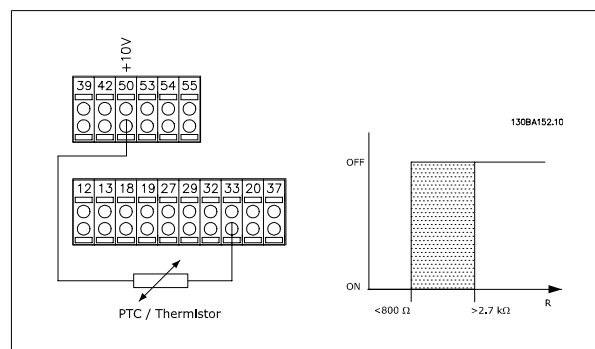 +10V
39 42 50 53 54 55
12 13 18 19 27 29 32 33 20 37
PTC / Thermistor
130BA152.10
OFF
ON
<800 Ω
>2.7 kΩ
R